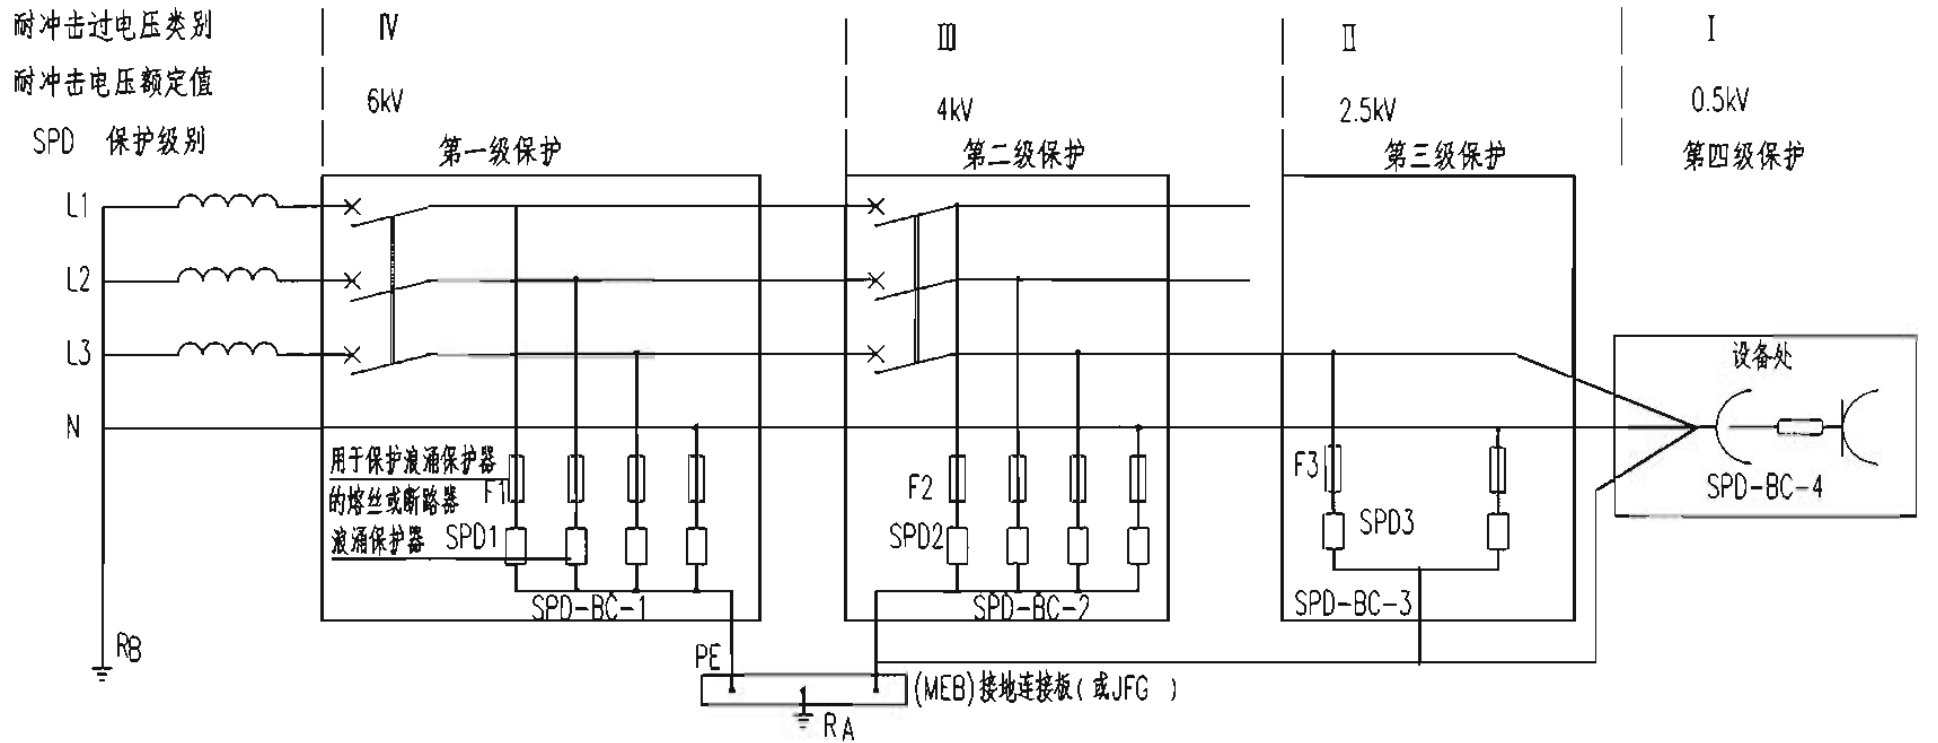 耐冲击过电压类别 Ⅳ Ⅲ Ⅱ Ⅰ
耐冲击电压额定值 6kV 4kV 2.5kV 0.5kV
SPD 保护级别 第一级保护 第二级保护 第三级保护 第四级保护
L1
L2
L3
设备处
N
用于保护浪涌保护器
的熔丝或断路器 F1
F2
F3
浪涌保护器 SPD1
SPD2
SPD3
SPD-BC-4
SPD-BC-1
SPD-BC-2
SPD-BC-3
RB
PE
(MEB)接地连接板(或JFG )
RA